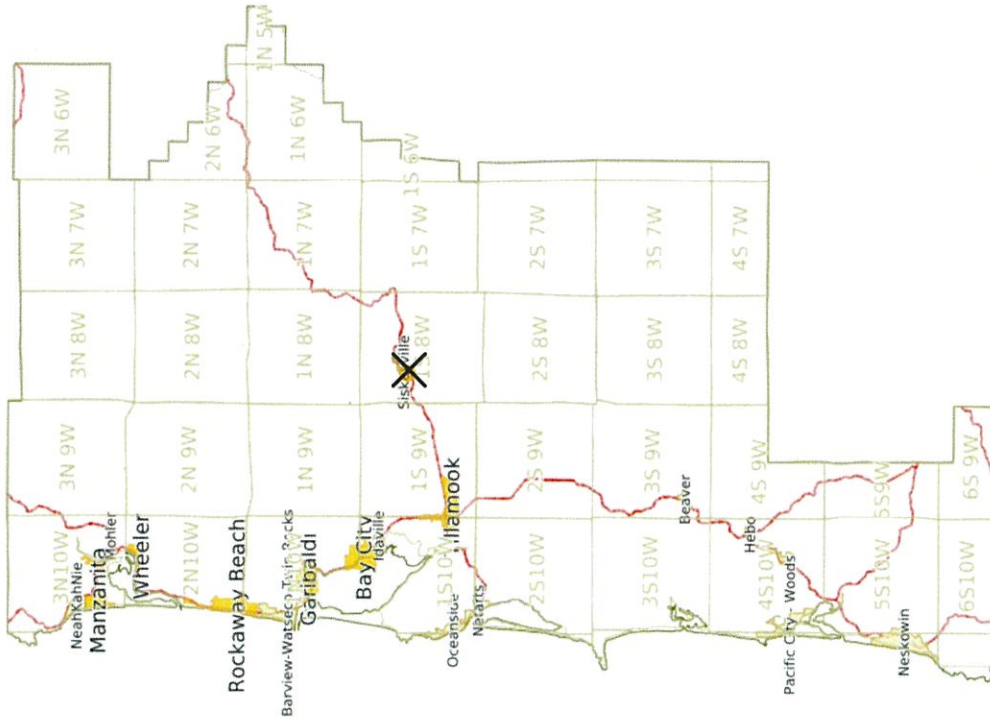 1N 5W
3N 6W
2N 6W
1N 6W
1S 6W
3N 7W
2N 7W
1N 7W
1S 7W
2S 7W
3S 7W
4S 7W
3N 8W
2N 8W
1N 8W
1S 8W
2S 8W
3S 8W
4S 8W
3N 9W
2N 9W
1N 9W
1S 9W
2S 9W
3S 9W
4S 9W
5S9W
6S 9W
3N10W
2N10W
1S10W
2S10W
3S10W
4S10W
5S10W
6S10W
NeahKahNie
Manzanita
Mohler
Wheeler
Rockaway Beach
Barview-Watseco Twin Rocks
Garibaldi
Bay City
Idaville
Tillamook
Oceanside
Netarts
Beaver
Hebo
Pacific City - Woods
Neskowin